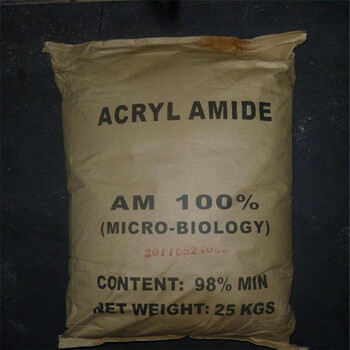 ACRYL AMIDE
AM 100%
(MICRO-BIOLOGY)
CONTENT: 98% MIN
NET WEIGHT: 25 KGS